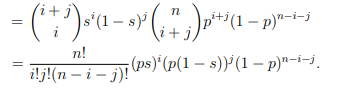 = \binom{i+j}{i} s^i (1 − s)^j \binom{n}{i+j} p^{i+j} (1 − p)^{n−i−j}
= \frac{n!}{i!j!(n − i − j)!} (ps)^i (p(1 − s))^j (1 − p)^{n−i−j}.